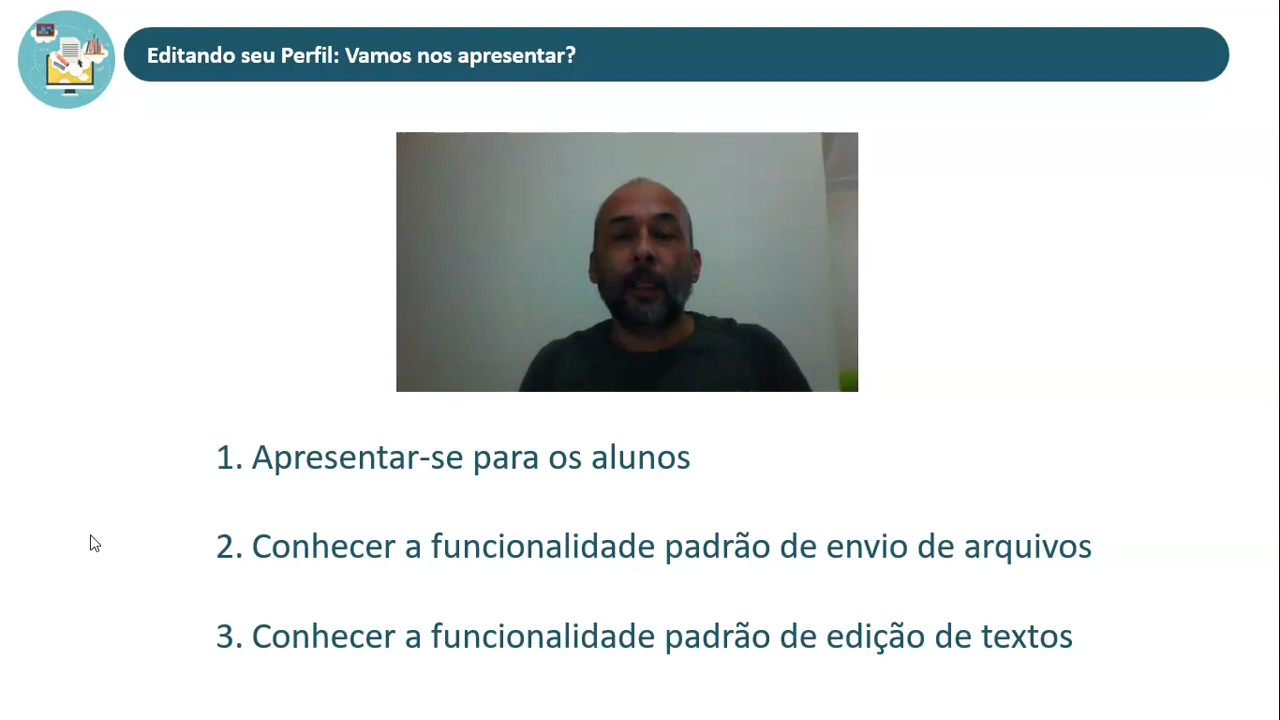 Editando seu Perfil: Vamos nos apresentar?
1. Apresentar-se para os alunos
2. Conhecer a funcionalidade padrão de envio de arquivos
3. Conhecer a funcionalidade padrão de edição de textos